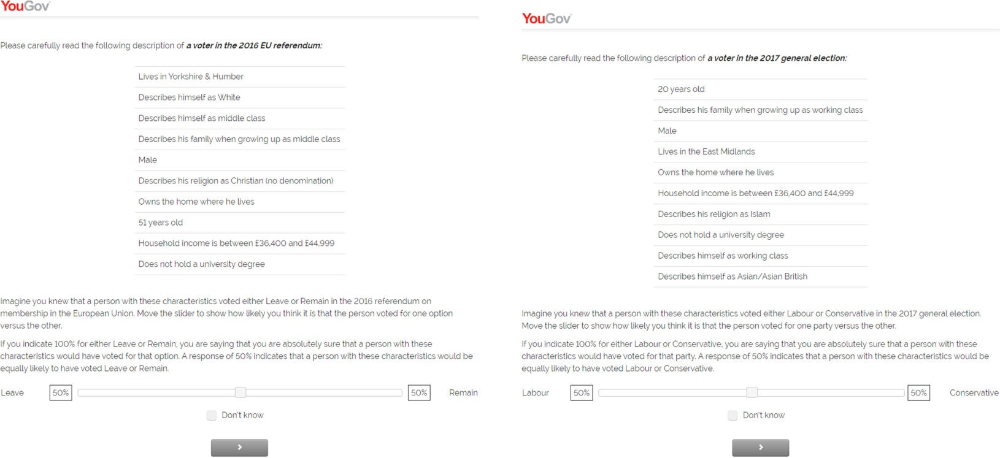 YouGov
Please carefully read the following description of a voter in the 2016 EU referendum:
Lives in Yorkshire & Humber
Describes himself as White
Describes himself as middle class
Describes his family when growing up as middle class
Male
Describes his religion as Christian (no denomination)
Owns the home where he lives
51 years old
Household income is between £36,400 and £44,999
Does not hold a university degree
Imagine you knew that a person with these characteristics voted either Leave or Remain in the 2016 referendum on
membership in the European Union. Move the slider to show how likely you think it is that the person voted for one option
versus the other.
If you indicate 100% for either Leave or Remain, you are saying that you are absolutely sure that a person with these
characteristics would have voted for that option. A response of 50% indicates that a person with these characteristics would be
equally likely to have voted Leave or Remain.
Leave 50% 50% Remain
Don't know
YouGov
Please carefully read the following description of a voter in the 2017 general election:
20 years old
Describes his family when growing up as working class
Male
Lives in the East Midlands
Owns the home where he lives
Household income is between £36,400 and £44,999
Describes his religion as Islam
Does not hold a university degree
Describes himself as working class
Describes himself as Asian/Asian British
Imagine you knew that a person with these characteristics voted either Labour or Conservative in the 2017 general election.
Move the slider to show how likely you think it is that the person voted for one party versus the other.
If you indicate 100% for either Labour or Conservative, you are saying that you are absolutely sure that a person with these
characteristics would have voted for that party. A response of 50% indicates that a person with these characteristics would be
equally likely to have voted Labour or Conservative.
Labour 50% 50% Conservative
Don't know